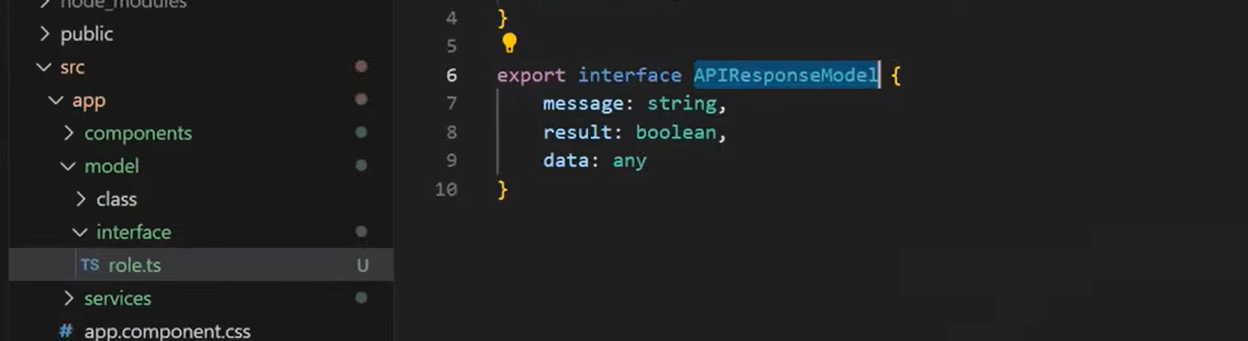 node_modules
public
src
app
components
model
class
interface
TS role.ts U
services
# app.component.css
4 }
5
6 export interface APIResponseModel {
7 message: string,
8 result: boolean,
9 data: any
10 }